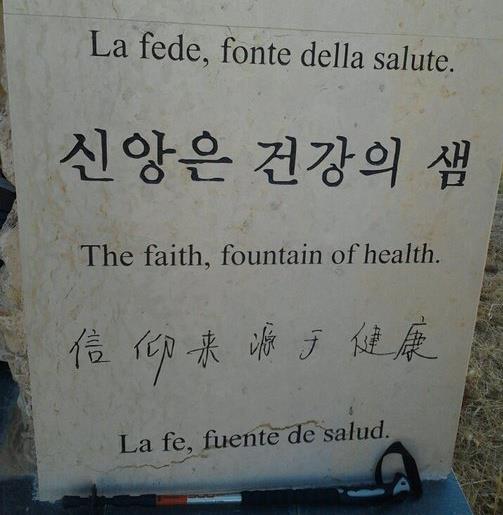 La fede, fonte della salute.
신앙은 건강의 샘
The faith, fountain of health.
信仰来源于健康
La fe, fuente de salud.